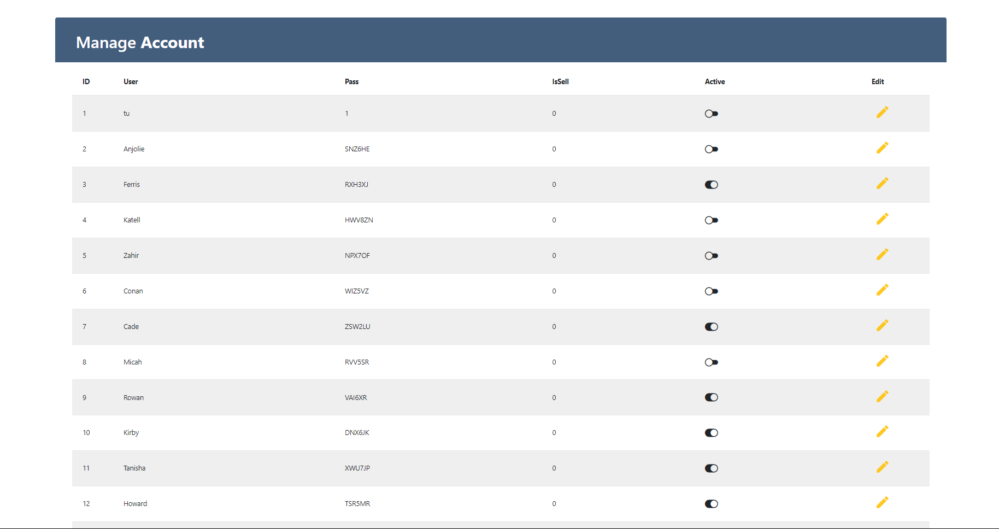 Manage Account
ID User Pass IsSell Active Edit
1 tu 1 0
2 Anjolie SNZ6HE 0
3 Ferris RXH3XJ 0
4 Katell HWV8ZN 0
5 Zahir NPX7OF 0
6 Conan WIZ5VZ 0
7 Cade ZSW2LU 0
8 Micah RVV5SR 0
9 Rowan VAI6XR 0
10 Kirby DNX6JK 0
11 Tanisha XWU7JP 0
12 Howard TSR5MR 0